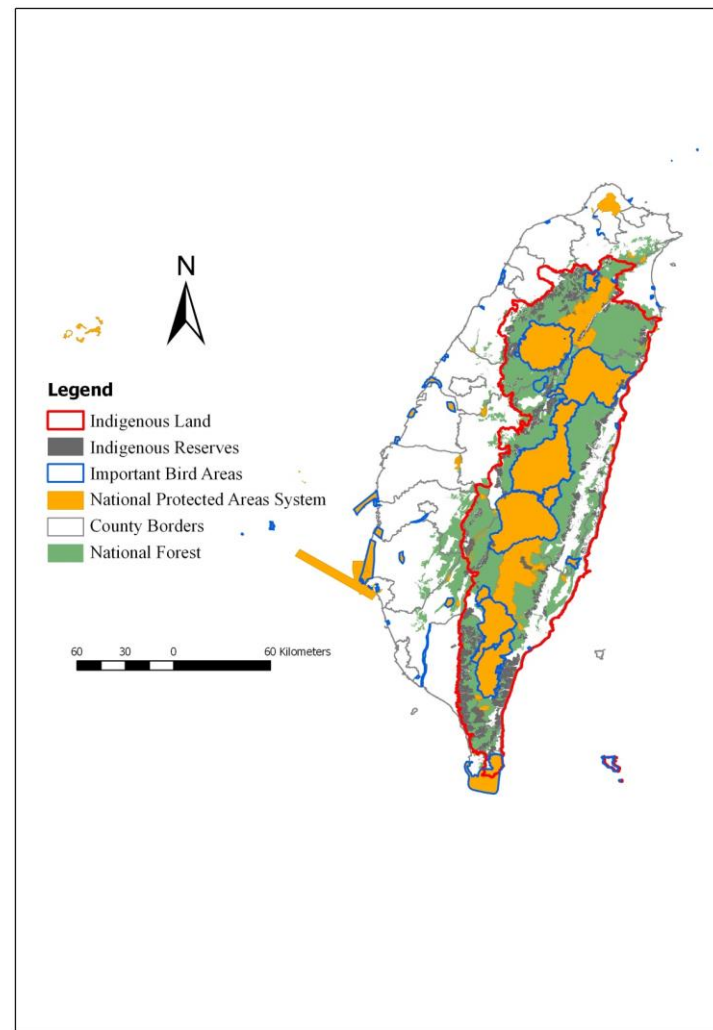 N
Legend
Indigenous Land
Indigenous Reserves
Important Bird Areas
National Protected Areas System
County Borders
National Forest
60 30 0 60 Kilometers